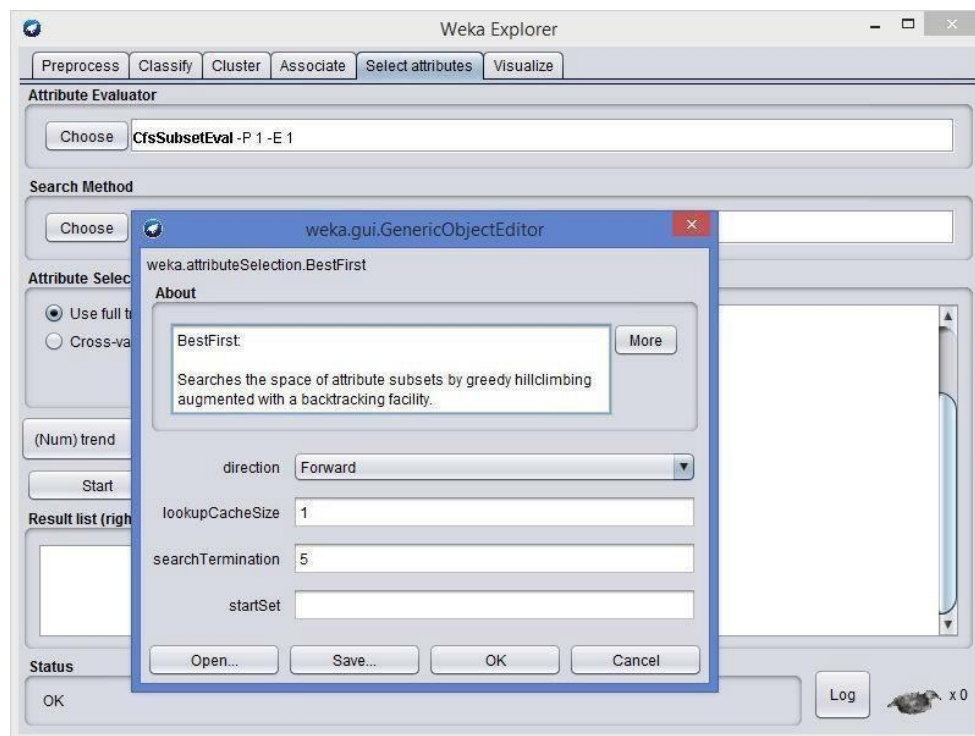 Weka Explorer
Preprocess Classify Cluster Associate Select attributes Visualize
Attribute Evaluator
Choose CfsSubsetEval -P 1 -E 1
Search Method
Choose
weka.gui.GenericObjectEditor
weka.attributeSelection.BestFirst
Attribute Selec
About
Use full t
Cross-va
BestFirst:
More
Searches the space of attribute subsets by greedy hillclimbing
augmented with a backtracking facility.
(Num) trend
direction Forward
Start
lookupCacheSize 1
Result list (righ
searchTermination 5
startSet
Open... Save... OK Cancel
Status
OK
Log x 0